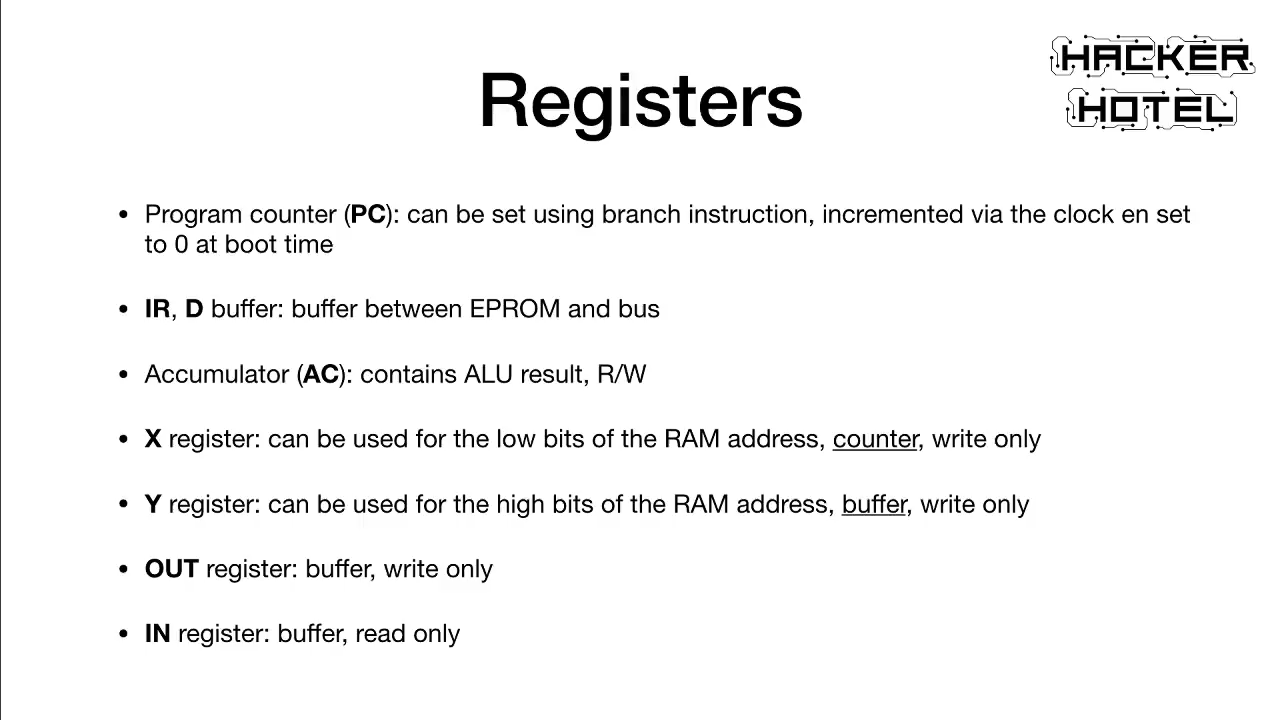 HACKER
HOTEL
Registers
• Program counter (PC): can be set using branch instruction, incremented via the clock en set
to 0 at boot time
• IR, D buffer: buffer between EPROM and bus
• Accumulator (AC): contains ALU result, R/W
• X register: can be used for the low bits of the RAM address, counter, write only
• Y register: can be used for the high bits of the RAM address, buffer, write only
• OUT register: buffer, write only
• IN register: buffer, read only